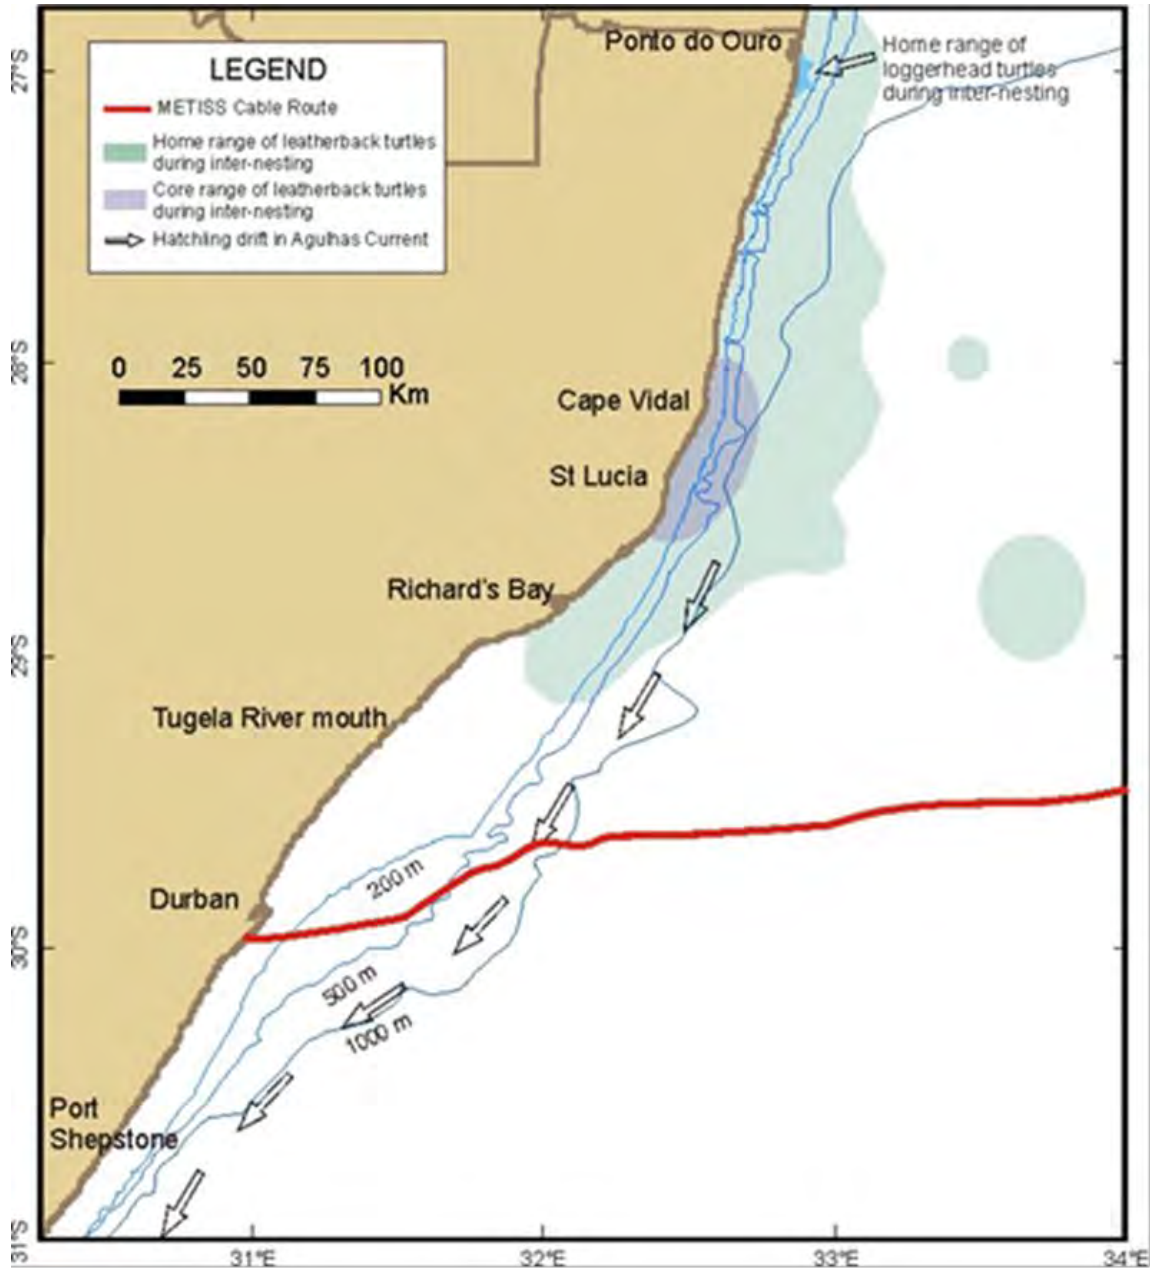 Ponto do Ouro
Home range of
loggerhead turtles
during inter-nesting
LEGEND
METISS Cable Route
Home range of leatherback turtles
during inter-nesting
Core range of leatherback turtles
during inter-nesting
Hatchling drift in Agulhas Current
27°S
0 25 50 75 100
Km
28°S
Cape Vidal
St Lucia
Richard's Bay
29°S
Tugela River mouth
200 m
Durban
30°S
500 m
1000 m
Port
Shepstone
31°S
31°E 32°E 33°E 34°E